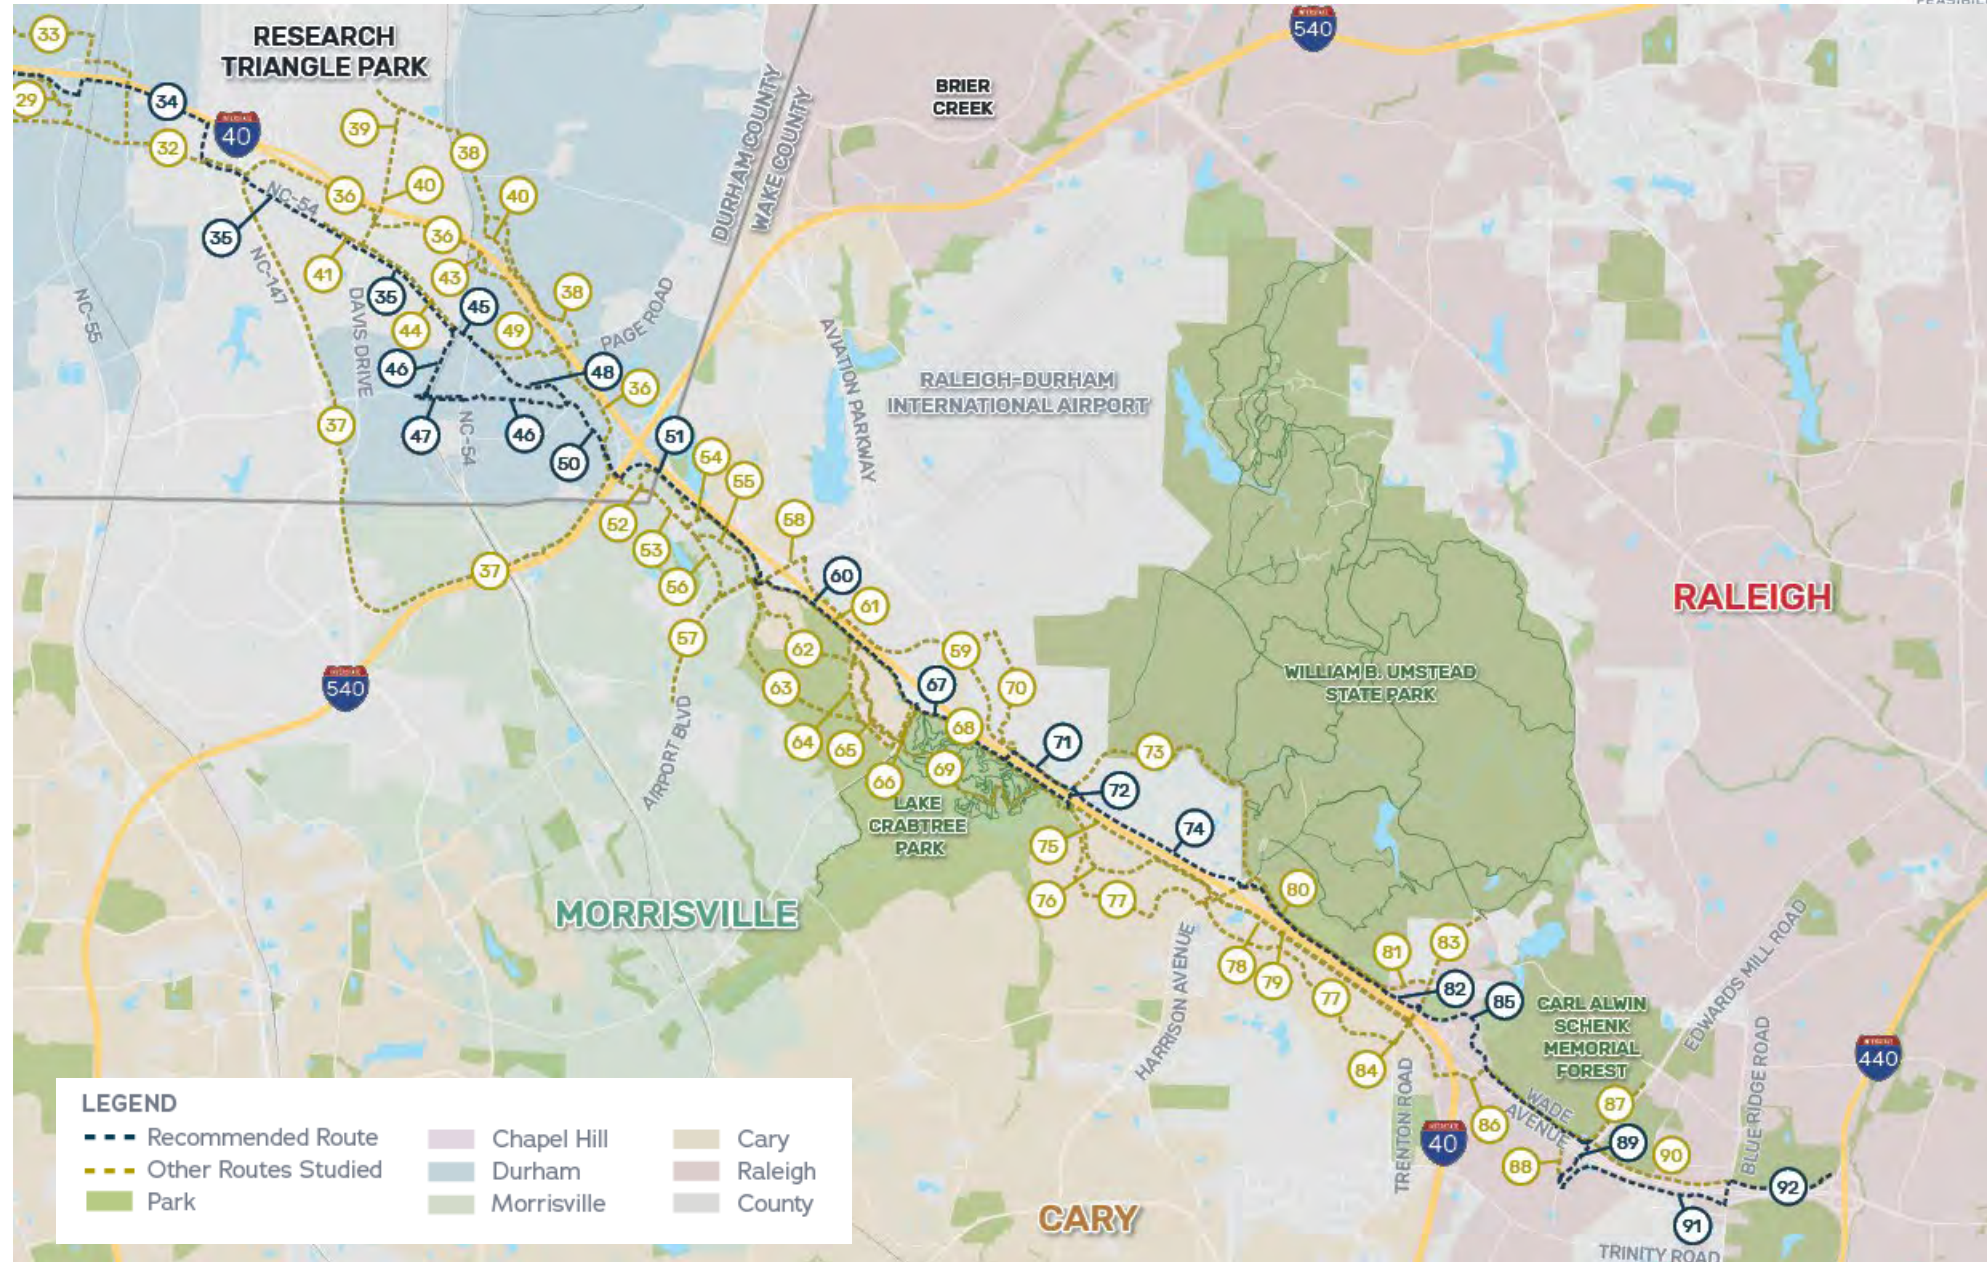 33
RESEARCH
TRIANGLE PARK
540
BRIER
CREEK
DURHAM COUNTY
WAKE COUNTY
29
34
40
39
32
38
40
40
36
NC-54
35
36
NC-147
41
43
35
38
DAVIS DRIVE
45
NC-55
44
49
PAGE ROAD
AVIATION PARKWAY
46
48
36
RALEIGH-DURHAM
INTERNATIONAL AIRPORT
37
47
NC-54
46
51
50
54
55
52
58
53
37
56
60
61
RALEIGH
57
62
59
WILLIAM B. UMSTEAD
STATE PARK
540
63
67
70
68
64
65
71
73
AIRPORT BLVD
66
69
72
LAKE
CRABTREE
PARK
74
75
80
76
77
MORRISVILLE
HARRISON AVENUE
81
83
78
79
77
82
85
CARL ALWIN
SCHENK
MEMORIAL
FOREST
EDWARDS MILL ROAD
84
TRENTON ROAD
440
BLUE RIDGE ROAD
WADE
AVENUE
87
86
40
89
88
90
92
91
CARY
TRINITY ROAD
LEGEND
Recommended Route
Other Routes Studied
Park
Chapel Hill
Durham
Morrisville
Cary
Raleigh
County